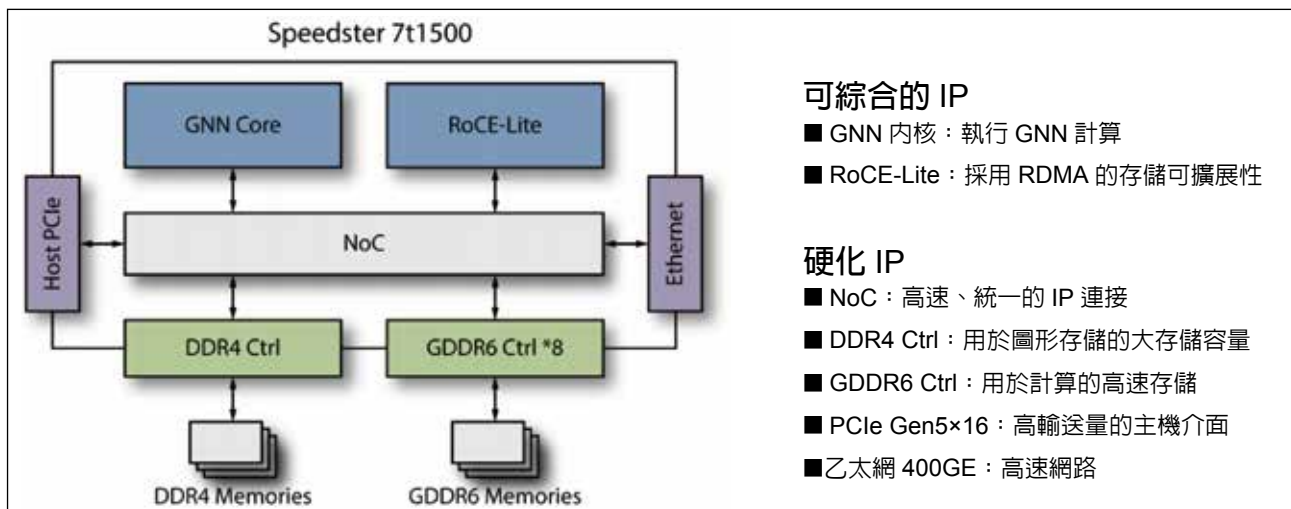 Speedster 7t1500
GNN Core
RoCE-Lite
Host PCIe
NoC
Ethernet
DDR4 Ctrl
GDDR6 Ctrl *8
DDR4 Memories
GDDR6 Memories
可綜合的 IP
■ GNN 內核：執行 GNN 計算
■ RoCE-Lite：採用 RDMA 的存儲可擴展性
硬化 IP
■ NoC：高速、統一的 IP 連接
■ DDR4 Ctrl：用於圖形存儲的大存儲容量
■ GDDR6 Ctrl：用於計算的高速存儲
■ PCIe Gen5×16：高輸送量的主機介面
■乙太網 400GE：高速網路